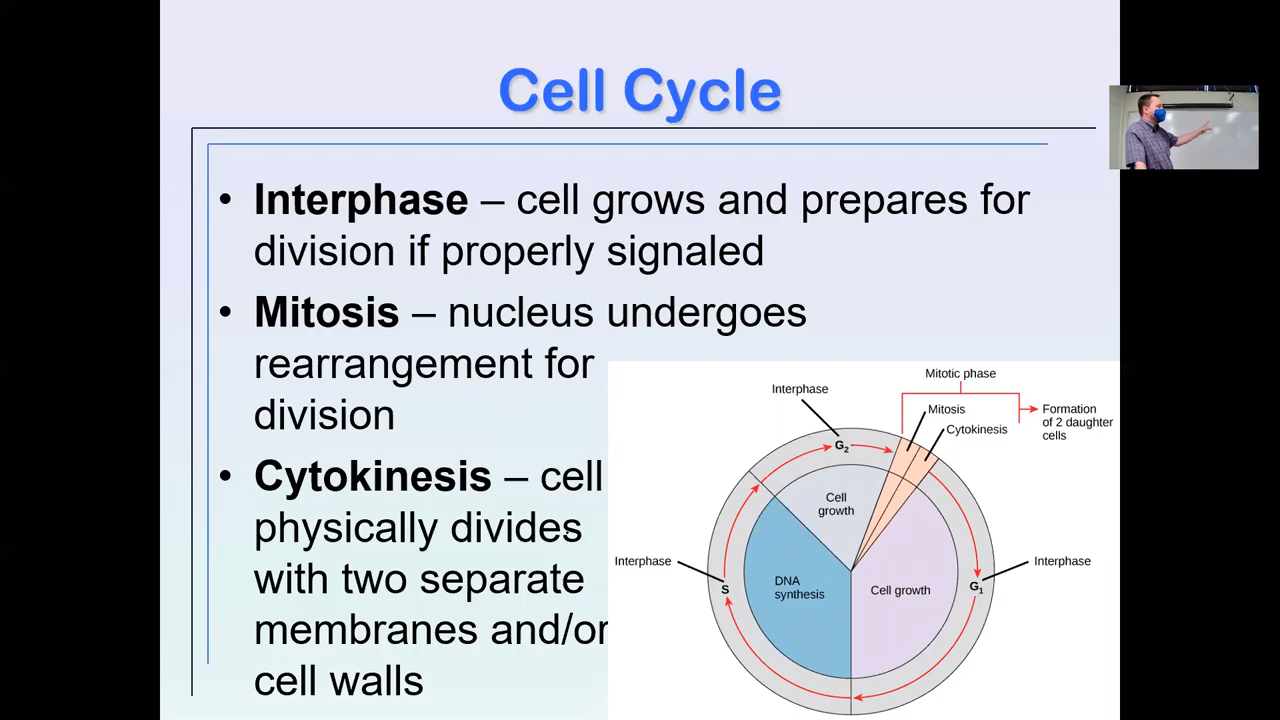 Cell Cycle
• Interphase – cell grows and prepares for
division if properly signaled
• Mitosis – nucleus undergoes
rearrangement for
division
• Cytokinesis – cell
physically divides
with two separate
membranes and/or
cell walls
Mitotic phase
Interphase
Mitosis
Formation
of 2 daughter
cells
Cytokinesis
G₂
Cell
growth
Interphase
S
DNA
synthesis
Cell growth
G₁
Interphase